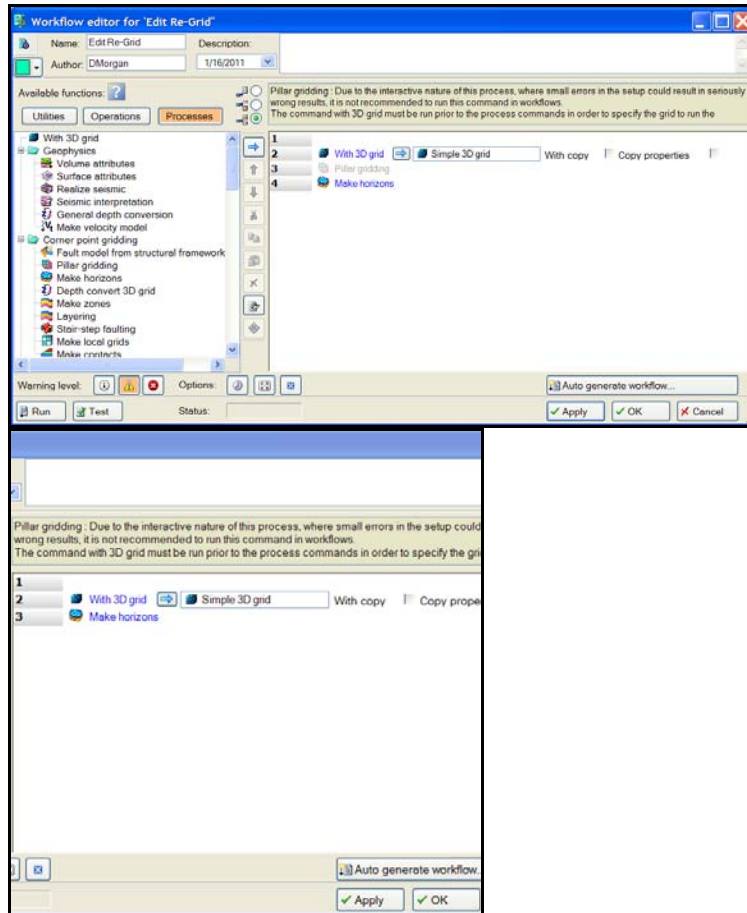 Workflow editor for 'Edit Re-Grid'
Name: Edit Re-Grid Description:
Author: DMorgan 1/16/2011
Available functions: ?
Utilities Operations Processes
Pillar gridding : Due to the interactive nature of this process, where small errors in the setup could result in seriously
wrong results, it is not recommended to run this command in workflows.
The command with 3D grid must be run prior to the process commands in order to specify the grid to run the
With 3D grid
Geophysics
Volume attributes
Surface attributes
Realize seismic
Seismic interpretation
General depth conversion
Make velocity model
Corner point gridding
Fault model from structural framework
Pillar gridding
Make horizons
Depth convert 3D grid
Make zones
Layering
Stair-step faulting
Make local grids
Make contacts
1
2 With 3D grid Simple 3D grid With copy Copy properties
3 Pillar gridding
4 Make horizons
Warning level: Options: Auto generate workflow...
Run Test Status: Apply OK Cancel
Pillar gridding : Due to the interactive nature of this process, where small errors in the setup could
wrong results, it is not recommended to run this command in workflows.
The command with 3D grid must be run prior to the process commands in order to specify the gri
1
2 With 3D grid Simple 3D grid With copy Copy prope
3 Make horizons
Auto generate workflow.
Apply OK